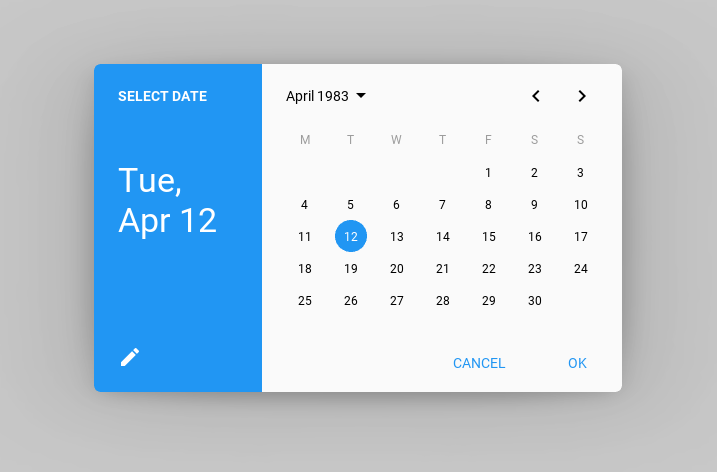 SELECT DATE
Tue,
Apr 12
April 1983
M T W T F S S
1 2 3
4 5 6 7 8 9 10
11 12 13 14 15 16 17
18 19 20 21 22 23 24
25 26 27 28 29 30
CANCEL OK